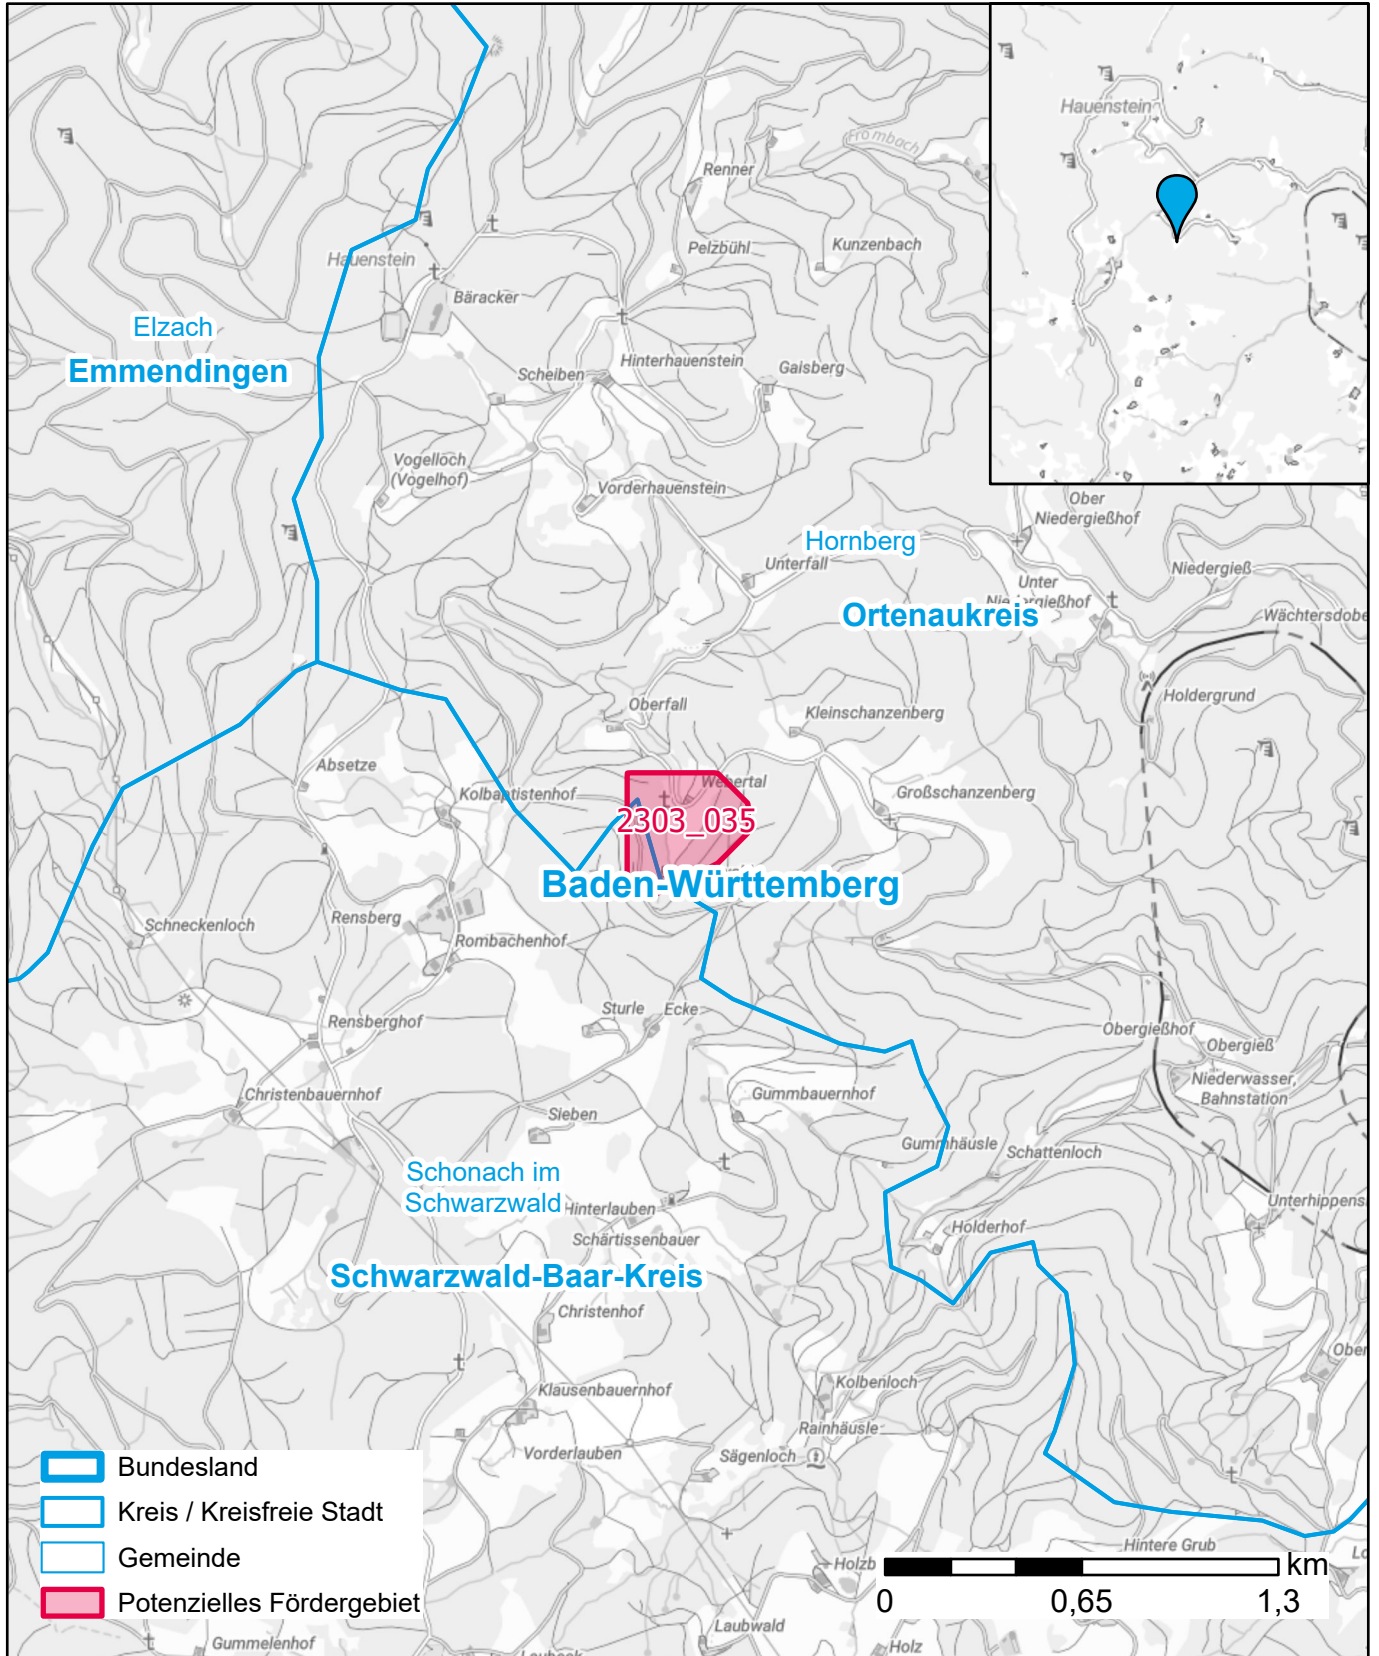 Hauenstein
Frombach
Renner
Pelzbühl
Kunzenbach
Hauenstein
Bäracker
Elzach
Emmendingen
Hinterhauenstein
Scheiben
Gaisberg
Vogelloch
(Vogelhof)
Vorderhauenstein
Ober
Niedergießhof
Hornberg
Unterfall
Niedergieß
Unter
Niedergießhof
Ortenaukreis
Wächtersdobe
Holdergrund
Oberfall
Kleinschanzenberg
Absetze
Webertal
Kolbaptistenhof
Großschanzenberg
2303_035
Baden-Württemberg
Schneckenloch
Rensberg
Rombachenhof
Sturle
Ecke
Rensberghof
Obergießhof
Obergieß
Niederwasser,
Bahnstation
Christenbauernhof
Gummbauernhof
Sieben
Gummhäusle
Schattenloch
Schonach im
Schwarzwald
Hinterlauben
Unterhippens
Schärtissenbauer
Holderhof
Schwarzwald-Baar-Kreis
Christenhof
Ober
Klausenbauernhof
Kolbenloch
Rainhäusle
Vorderlauben
Sägenloch
Bundesland
Kreis / Kreisfreie Stadt
Gemeinde
Potenzielles Fördergebiet
Hintere Grub
Lo
Holzb
km
0
0,65
1,3
Laubwald
Holz
Gummelenhof